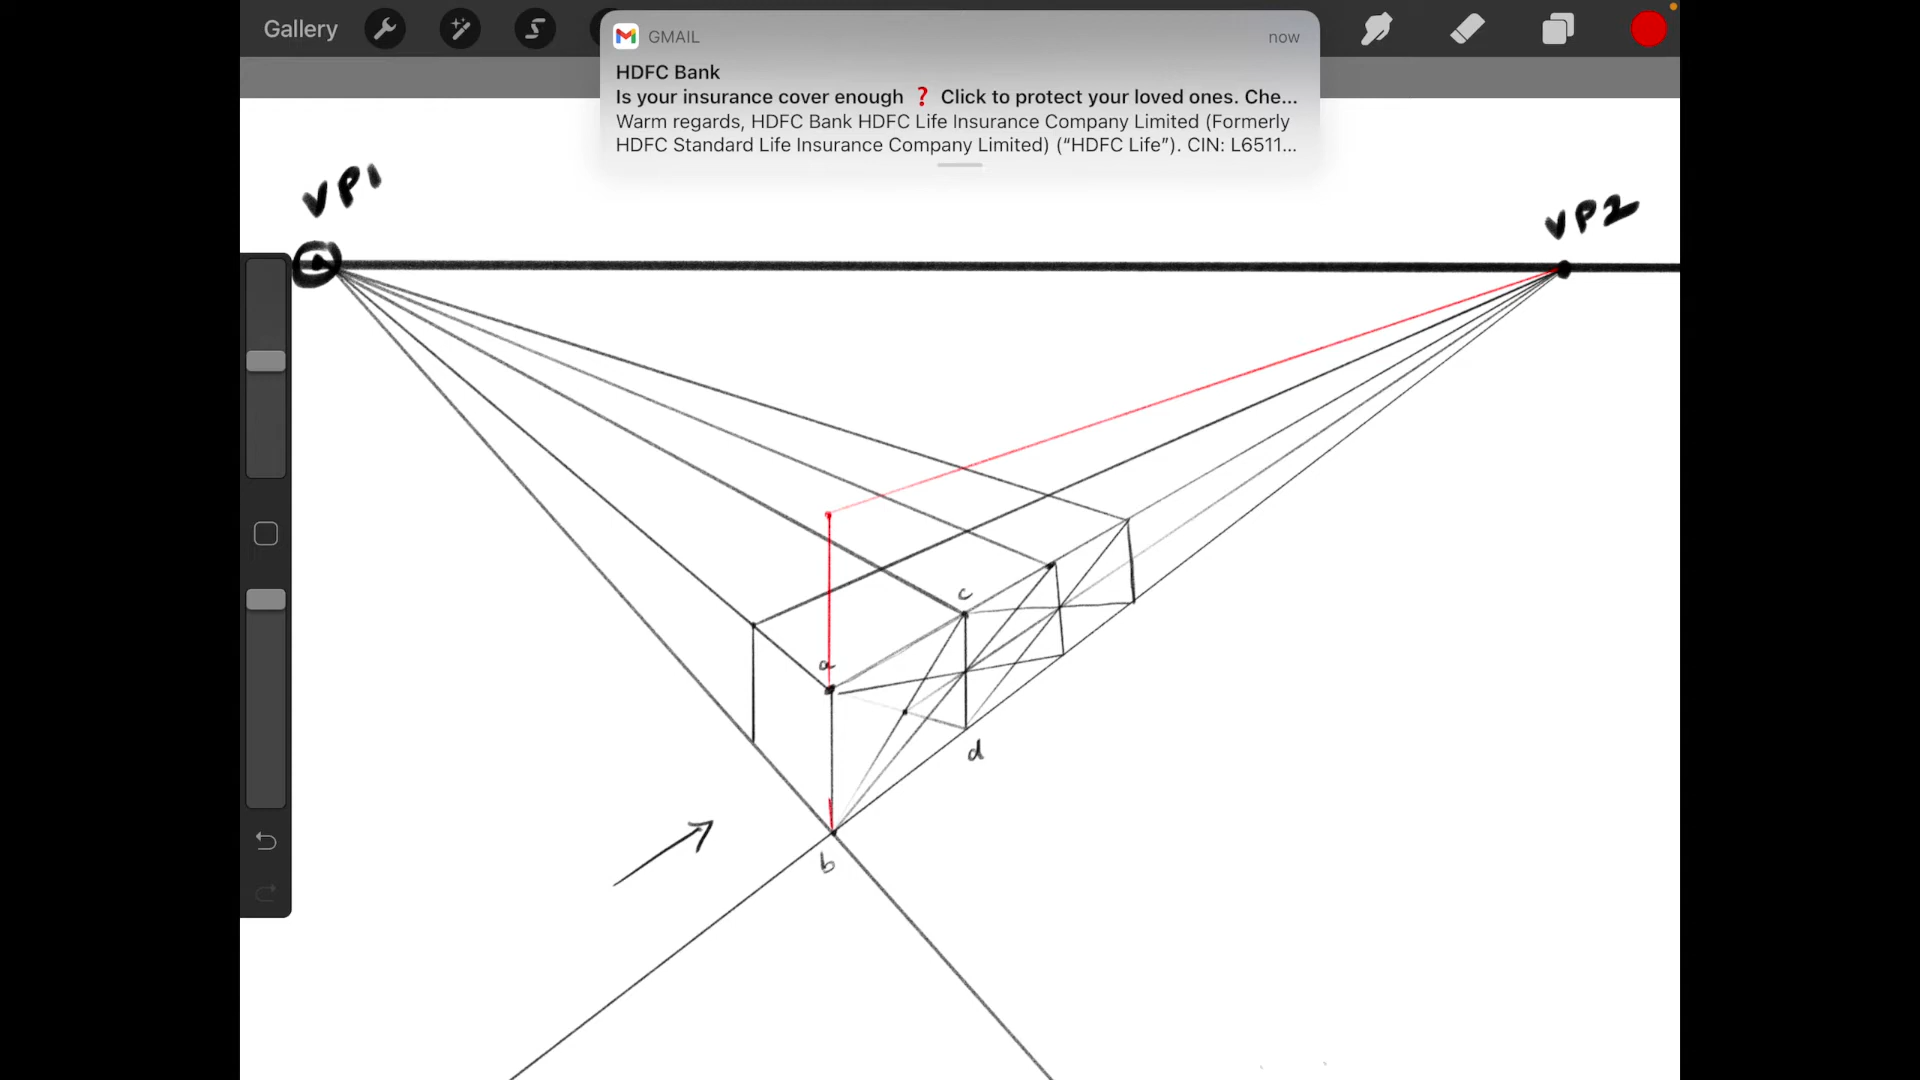 Gallery
GMAIL
now
HDFC Bank
Is your insurance cover enough ❓ Click to protect your loved ones. Che...
Warm regards, HDFC Bank HDFC Life Insurance Company Limited (Formerly
HDFC Standard Life Insurance Company Limited) (“HDFC Life”). CIN: L6511...
VP1
VP2
c
a
d
b